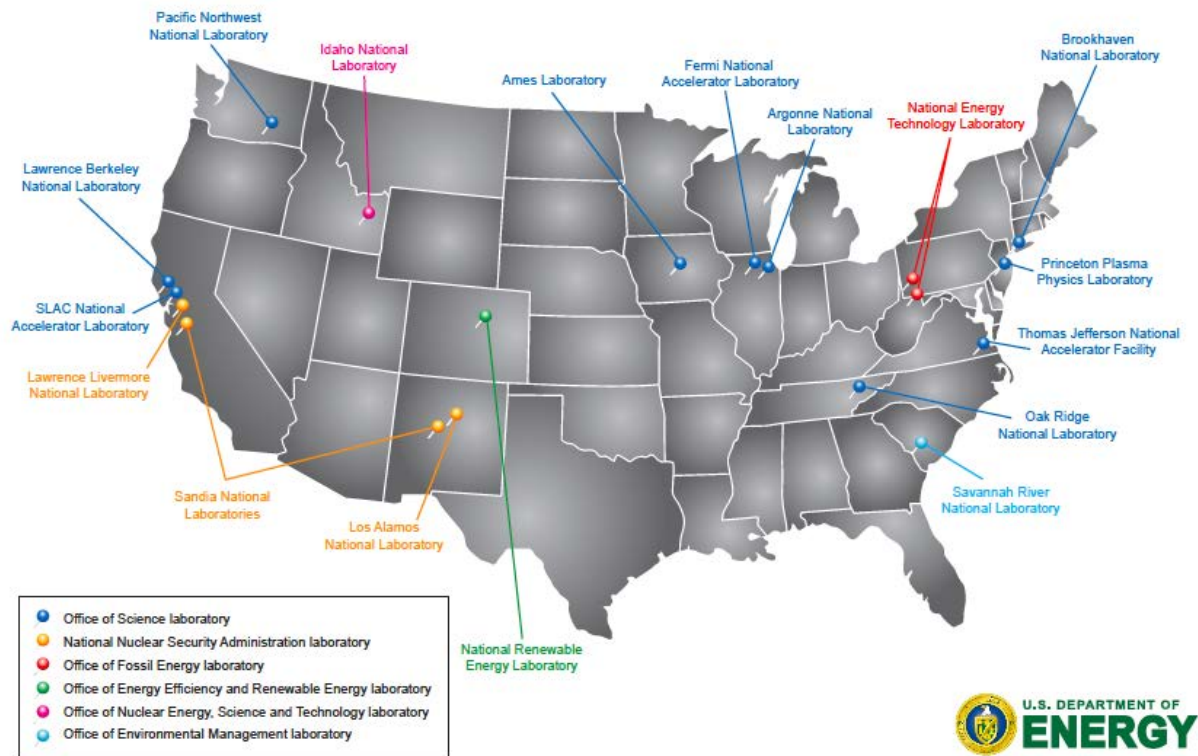 Pacific Northwest
National Laboratory
Idaho National
Laboratory
Ames Laboratory
Fermi National
Accelerator Laboratory
Argonne National
Laboratory
National Energy
Technology Laboratory
Brookhaven
National Laboratory
Lawrence Berkeley
National Laboratory
SLAC National
Accelerator Laboratory
Lawrence Livermore
National Laboratory
Princeton Plasma
Physics Laboratory
Thomas Jefferson National
Accelerator Facility
Oak Ridge
National Laboratory
Savannah River
National Laboratory
Sandia National
Laboratories
Los Alamos
National Laboratory
National Renewable
Energy Laboratory
Office of Science laboratory
National Nuclear Security Administration laboratory
Office of Fossil Energy laboratory
Office of Energy Efficiency and Renewable Energy laboratory
Office of Nuclear Energy, Science and Technology laboratory
Office of Environmental Management laboratory
U.S. DEPARTMENT OF
ENERGY